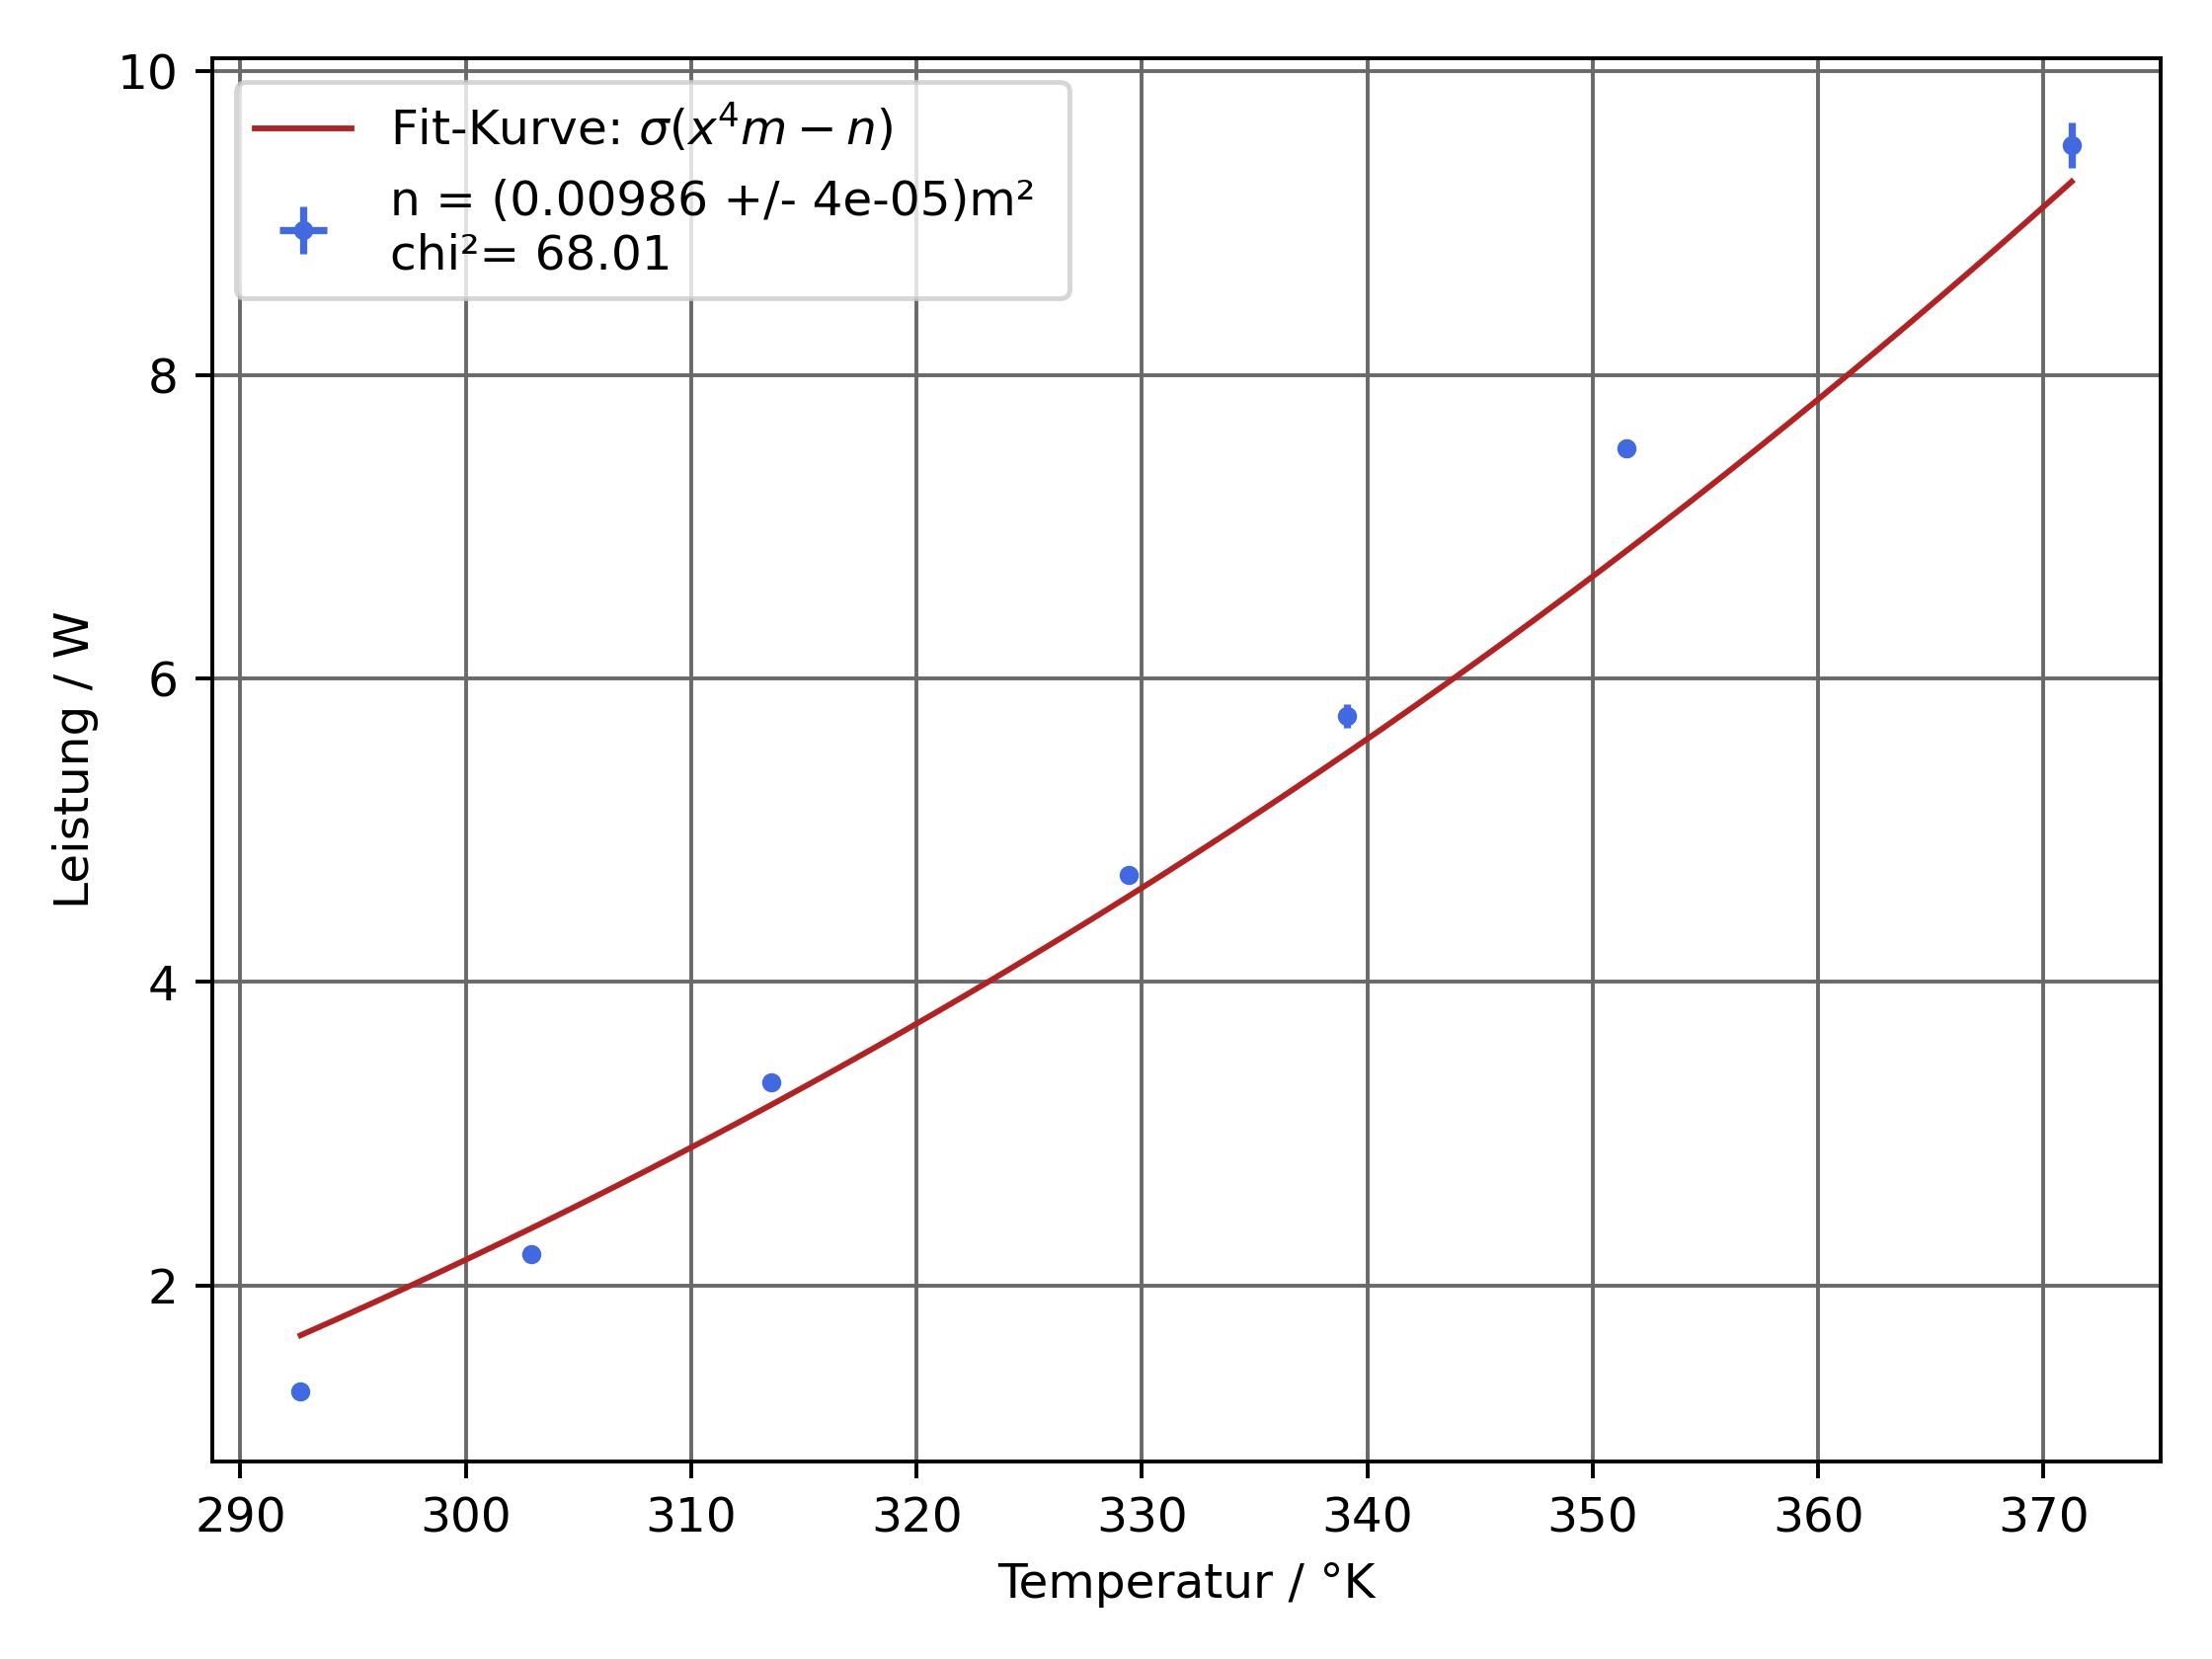 Fit-Kurve: σ(x⁴m − n)
n = (0.00986 +/- 4e-05)m²
chi²= 68.01
10
8
6
4
2
Leistung / W
290 300 310 320 330 340 350 360 370
Temperatur / °K